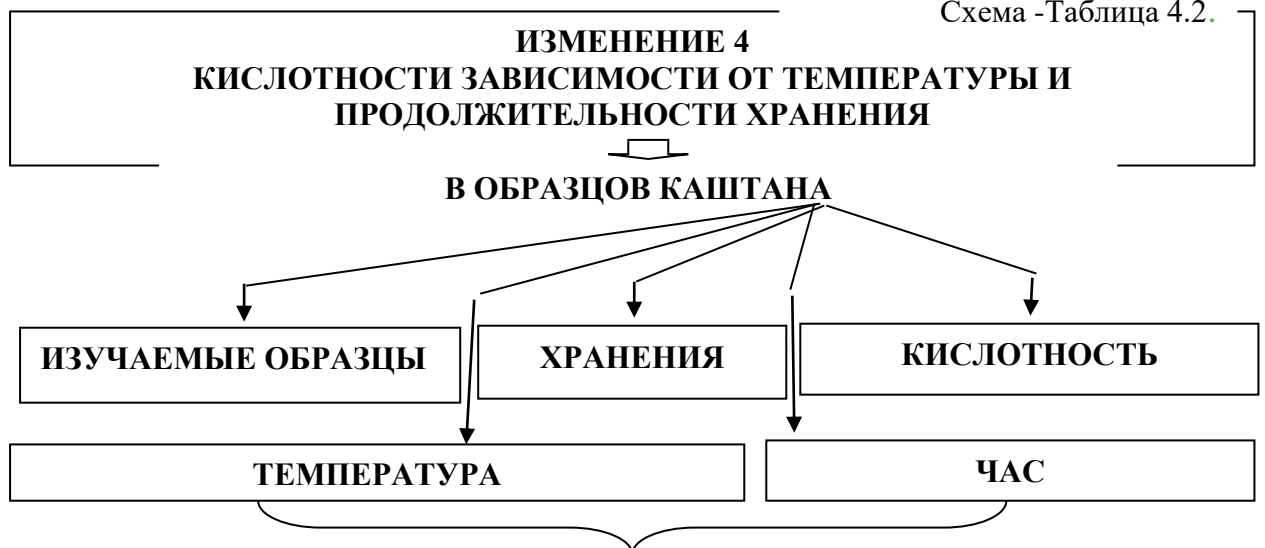 Схема -Таблица 4.2.
ИЗМЕНЕНИЕ 4
КИСЛОТНОСТИ ЗАВИСИМОСТИ ОТ ТЕМПЕРАТУРЫ И
ПРОДОЛЖИТЕЛЬНОСТИ ХРАНЕНИЯ
В ОБРАЗЦОВ КАШТАНА
ИЗУЧАЕМЫЕ ОБРАЗЦЫ
ХРАНЕНИЯ
КИСЛОТНОСТЬ
ТЕМПЕРАТУРА
ЧАС